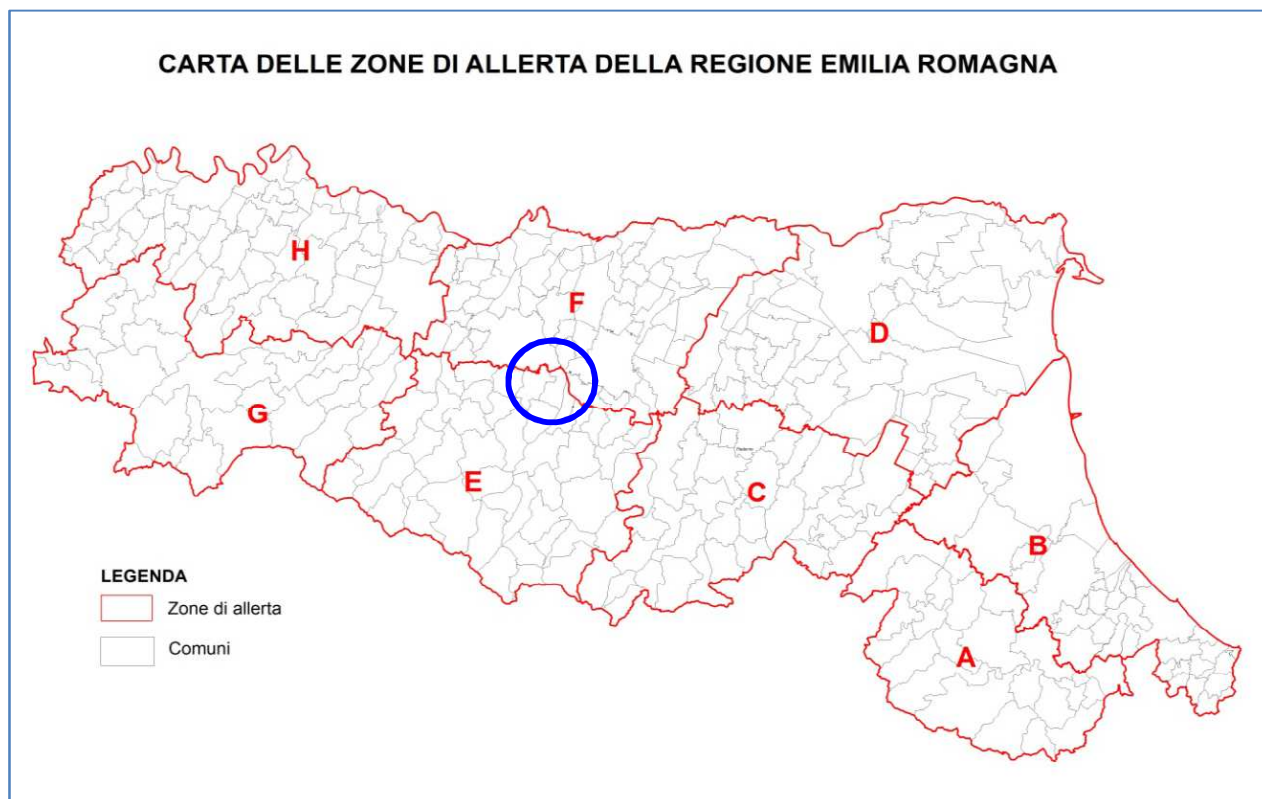 CARTA DELLE ZONE DI ALLERTA DELLA REGIONE EMILIA ROMAGNA
H
F
D
G
E
C
B
A
LEGENDA
Zone di allerta
Comuni